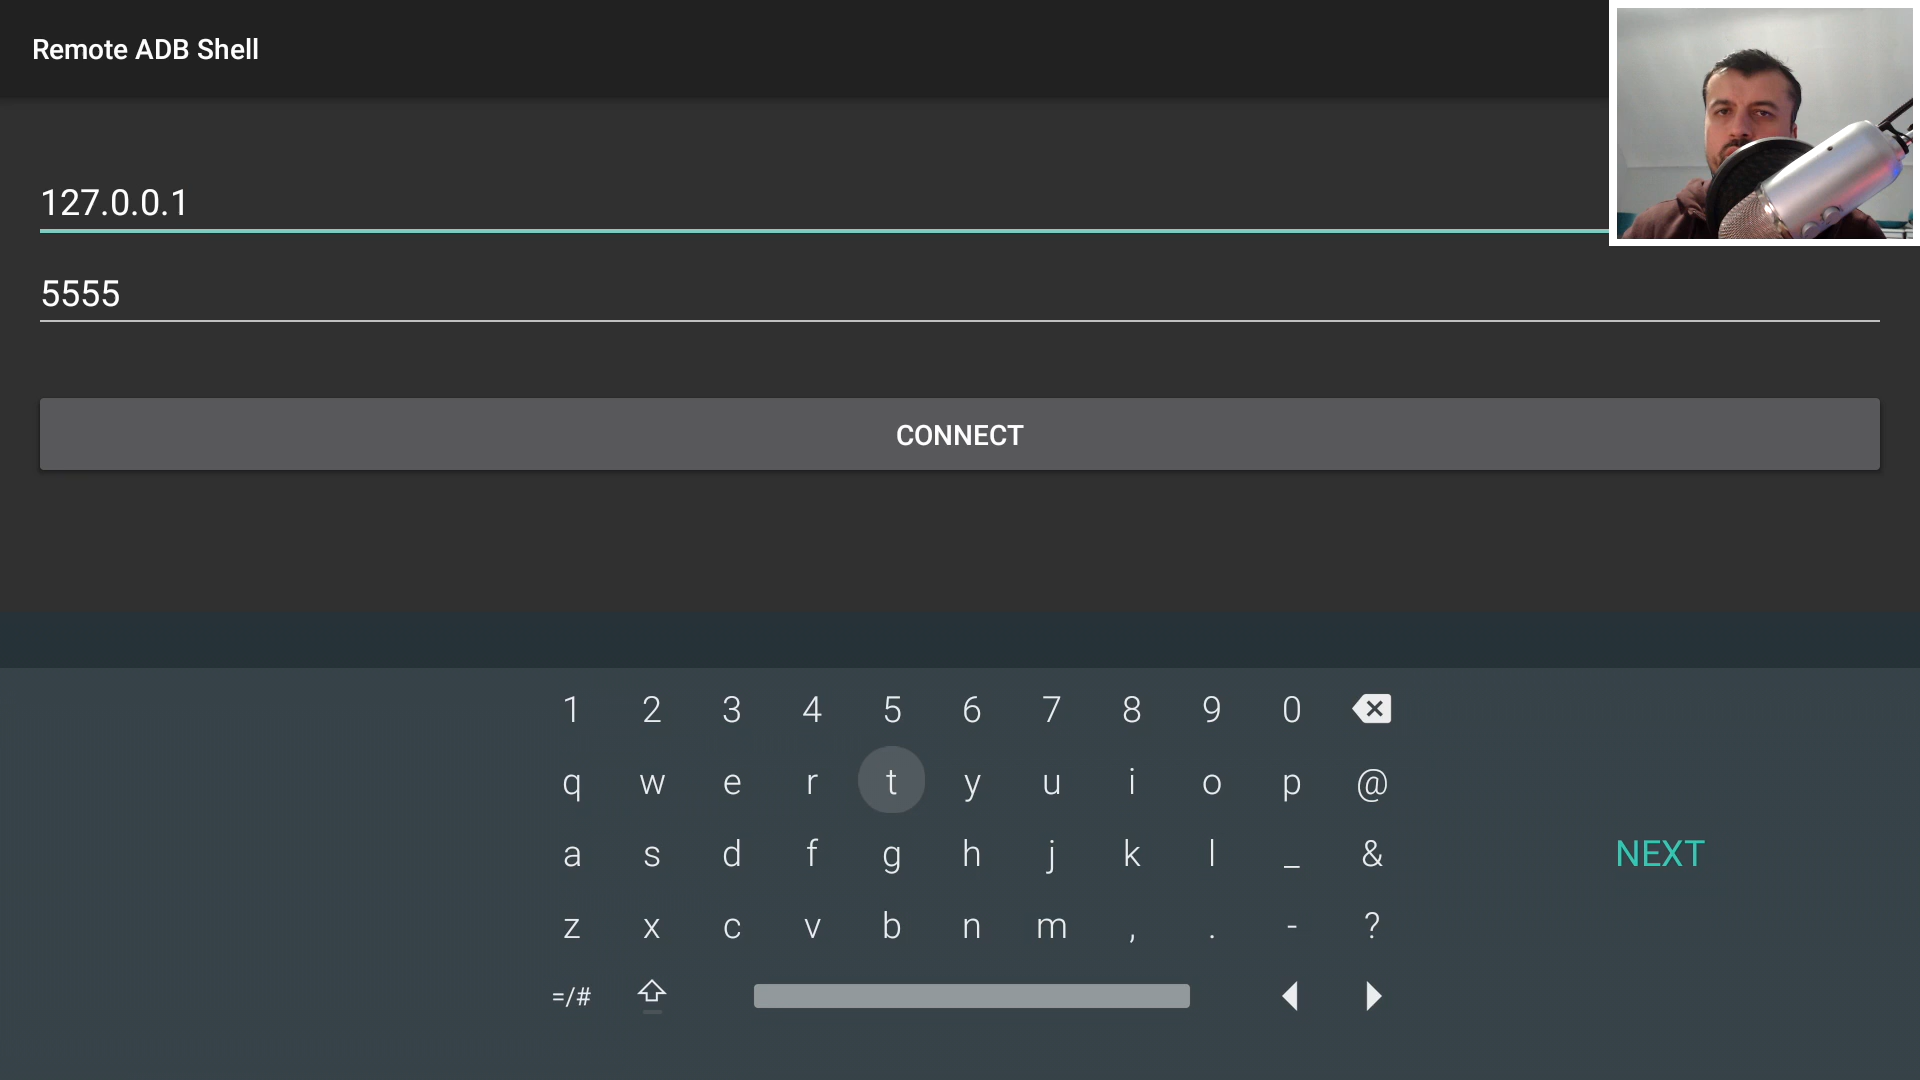 Remote ADB Shell
127.0.0.1
5555
CONNECT
1 2 3 4 5 6 7 8 9 0
q w e r t y u i o p @
a s d f g h j k l _ &
NEXT
z x c v b n m , . - ?
=/#